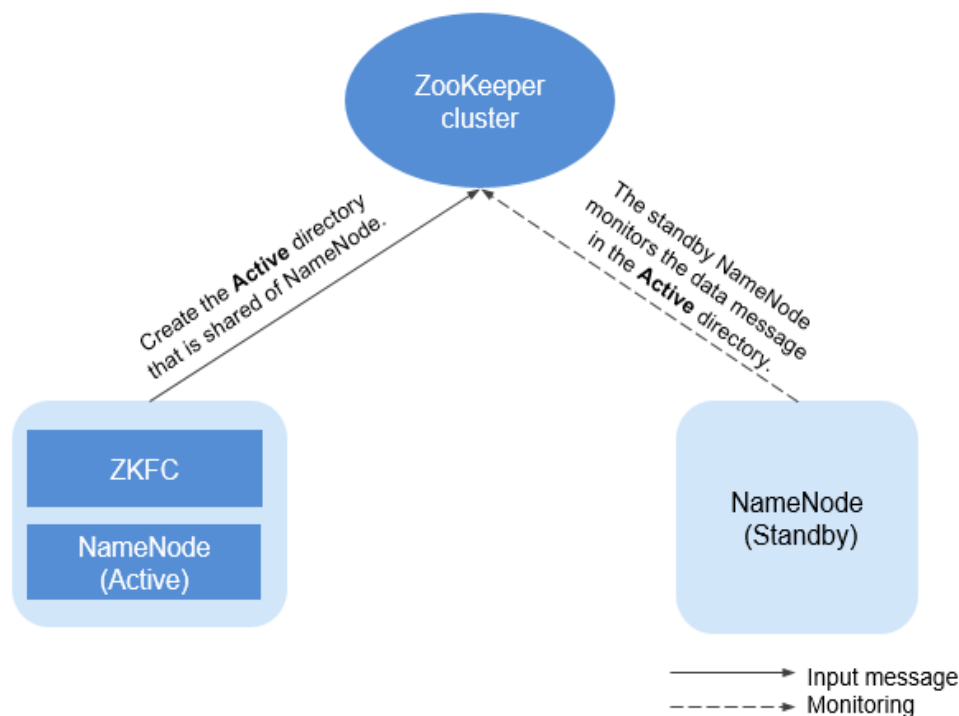 ZooKeeper
cluster
Create the Active directory
that is shared of NameNode.
The standby NameNode
monitors the data message
in the Active directory.
ZKFC
NameNode
(Active)
NameNode
(Standby)
Input message
Monitoring